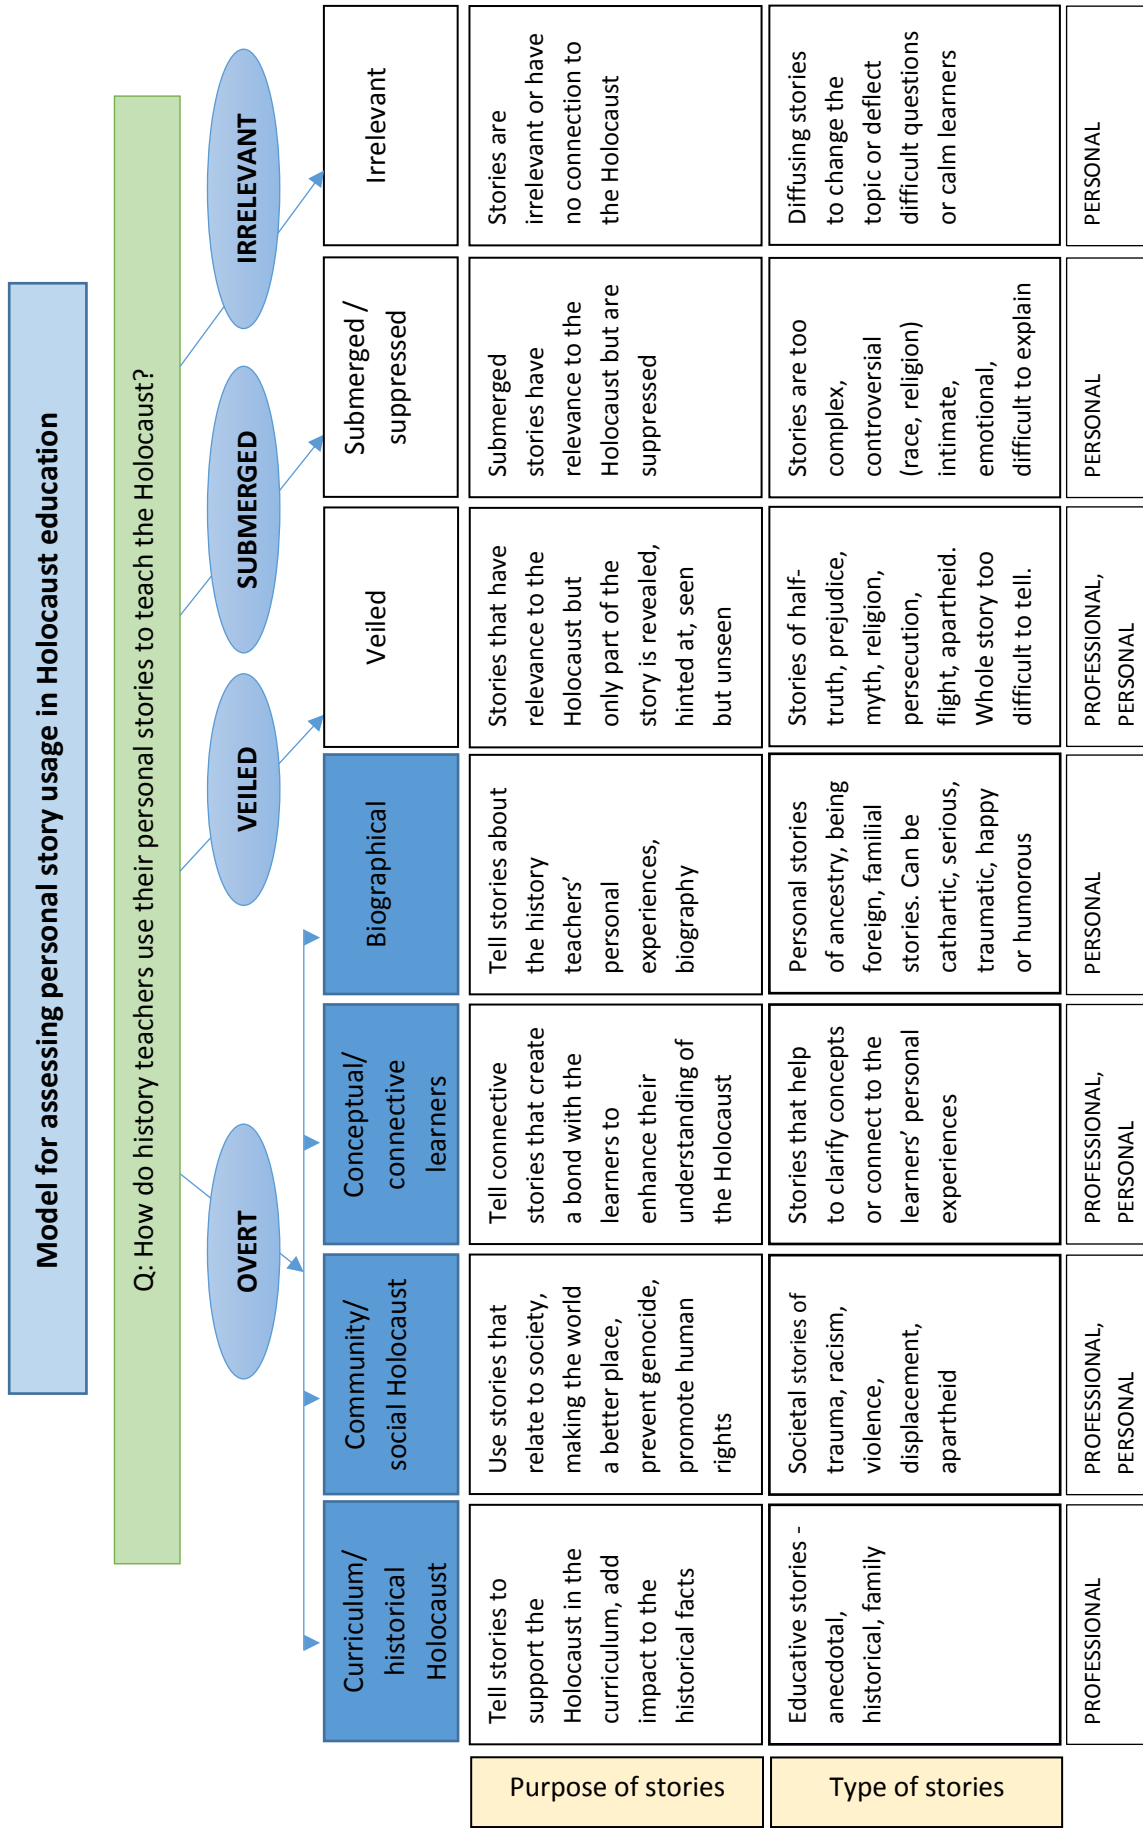 Model for assessing personal story usage in Holocaust education
Q: How do history teachers use their personal stories to teach the Holocaust?
OVERT
VEILED
SUBMERGED
IRRELEVANT
Curriculum/
historical
Holocaust
Community/
social Holocaust
Conceptual/
connective
learners
Biographical
Veiled
Submerged /
suppressed
Irrelevant
Purpose of stories
Tell stories to
support the
Holocaust in the
curriculum, add
impact to the
historical facts
Use stories that
relate to society,
making the world
a better place,
prevent genocide,
promote human
rights
Tell connective
stories that create
a bond with the
learners to
enhance their
understanding of
the Holocaust
Tell stories about
the history
teachers’
personal
experiences,
biography
Stories that have
relevance to the
Holocaust but
only part of the
story is revealed,
hinted at, seen
but unseen
Submerged
stories have
relevance to the
Holocaust but are
suppressed
Stories are
irrelevant or have
no connection to
the Holocaust
Type of stories
Educative stories -
anecdotal,
historical, family
Societal stories of
trauma, racism,
violence,
displacement,
apartheid
Stories that help
to clarify concepts
or connect to the
learners’ personal
experiences
Personal stories
of ancestry, being
foreign, familial
stories. Can be
cathartic, serious,
traumatic, happy
or humorous
Stories of half-
truth, prejudice,
myth, religion,
persecution,
flight, apartheid.
Whole story too
difficult to tell.
Stories are too
complex,
controversial
(race, religion)
intimate,
emotional,
difficult to explain
Diffusing stories
to change the
topic or deflect
difficult questions
or calm learners
PROFESSIONAL
PROFESSIONAL,
PERSONAL
PROFESSIONAL,
PERSONAL
PERSONAL
PROFESSIONAL,
PERSONAL
PERSONAL
PERSONAL